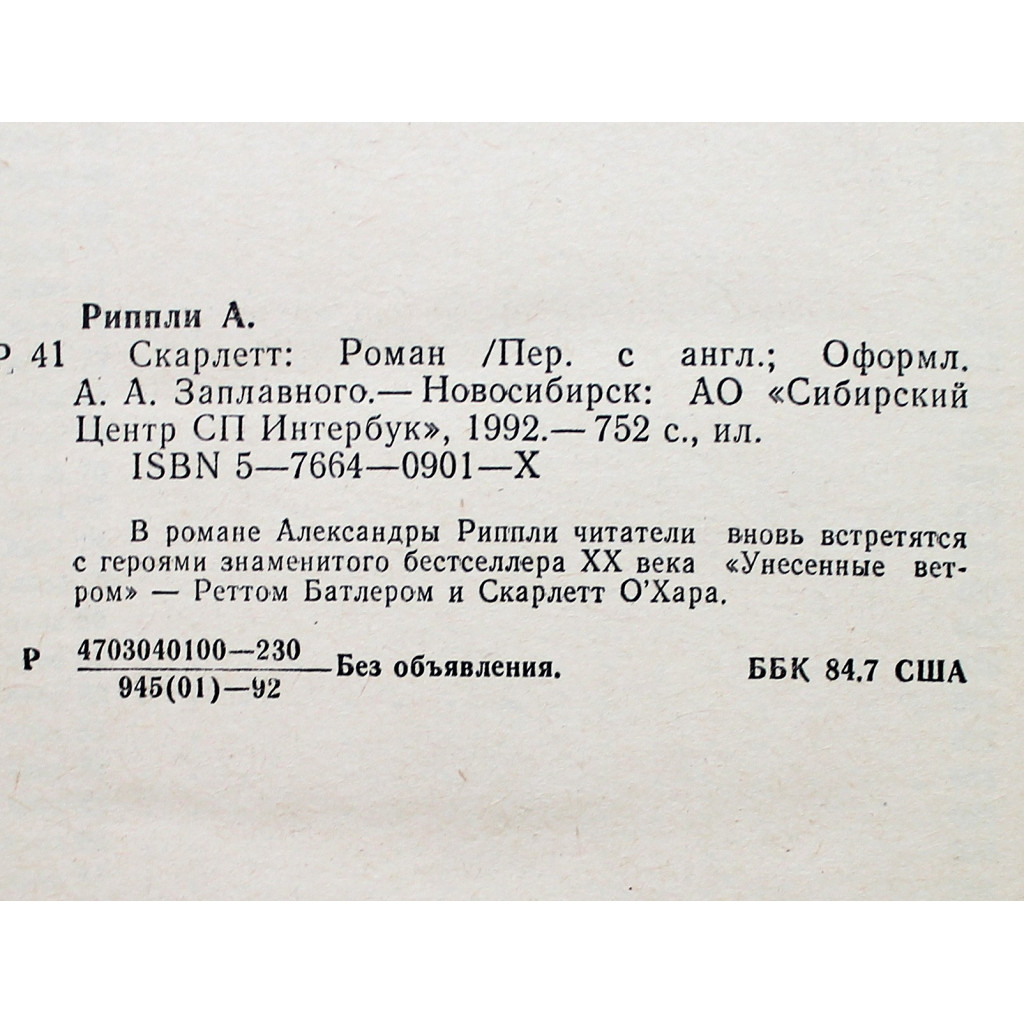 Риппли А.
Р 41 Скарлетт: Роман /Пер. с англ.; Оформл.
А. А. Заплавного.— Новосибирск: АО «Сибирский
Центр СП Интербук», 1992.— 752 с., ил.
ISBN 5—7664—0901—X
В романе Александры Риппли читатели вновь встретятся
с героями знаменитого бестселлера XX века «Унесенные вет-
ром» — Реттом Батлером и Скарлетт О'Хара.
Р 4703040100—230
945(01)—92 Без объявления. ББК 84.7 США